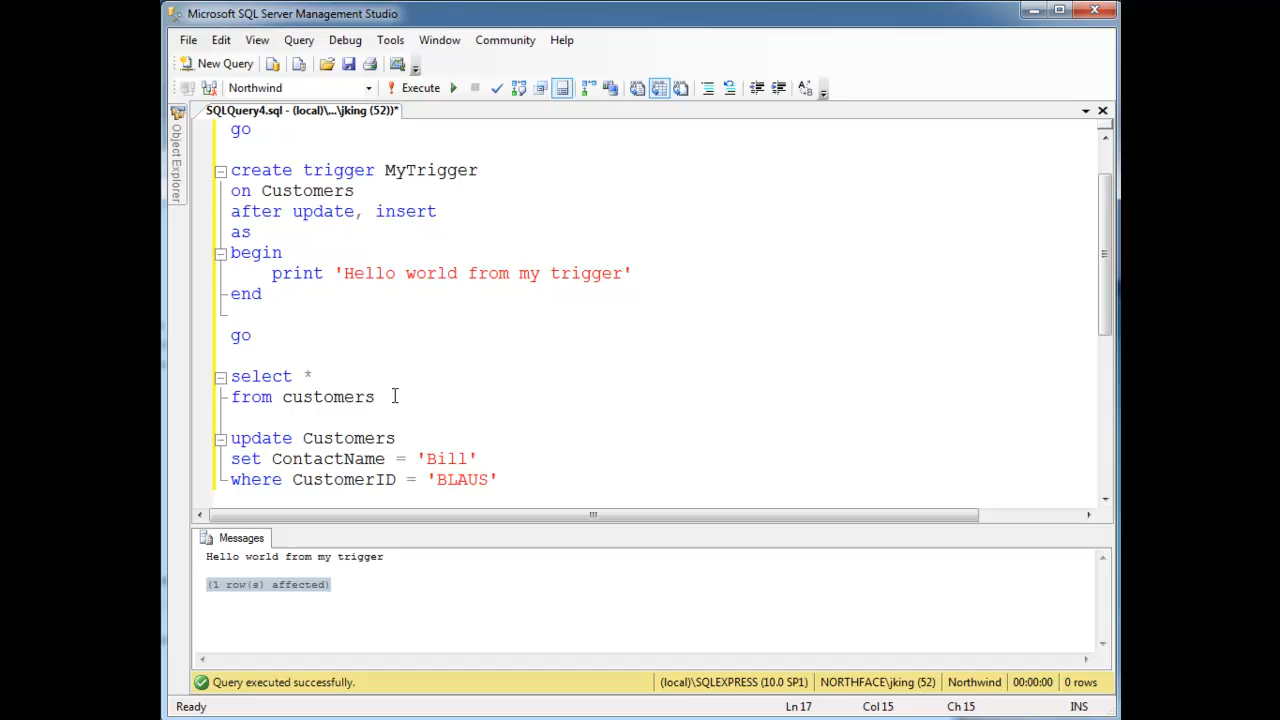 Microsoft SQL Server Management Studio
File Edit View Query Debug Tools Window Community Help
New Query
Northwind Execute
SQLQuery4.sql - (local)\...\jking (52))*
Object Explorer
go
create trigger MyTrigger
on Customers
after update, insert
as
begin
print 'Hello world from my trigger'
end
go
select *
from customers
update Customers
set ContactName = 'Bill'
where CustomerID = 'BLAUS'
Messages
Hello world from my trigger
(1 row(s) affected)
Query executed successfully. (local)\SQLEXPRESS (10.0 SP1) NORTHFACE\jking (52) Northwind 00:00:00 0 rows
Ready Ln 17 Col 15 Ch 15 INS